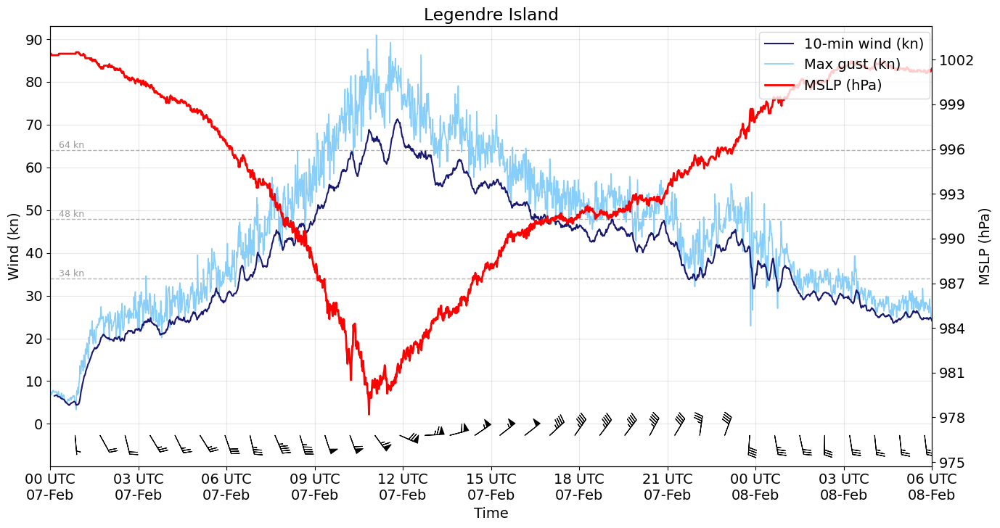 Legendre Island
10-min wind (kn)
Max gust (kn)
MSLP (hPa)
Wind (kn)
90
80
70
60
50
40
30
20
10
0
64 kn
48 kn
34 kn
1002
999
996
993
990
987
984
981
978
975
MSLP (hPa)
00 UTC 03 UTC 06 UTC 09 UTC 12 UTC 15 UTC 18 UTC 21 UTC 00 UTC 03 UTC 06 UTC
07-Feb 07-Feb 07-Feb 07-Feb 07-Feb 07-Feb 07-Feb 07-Feb 08-Feb 08-Feb 08-Feb
Time